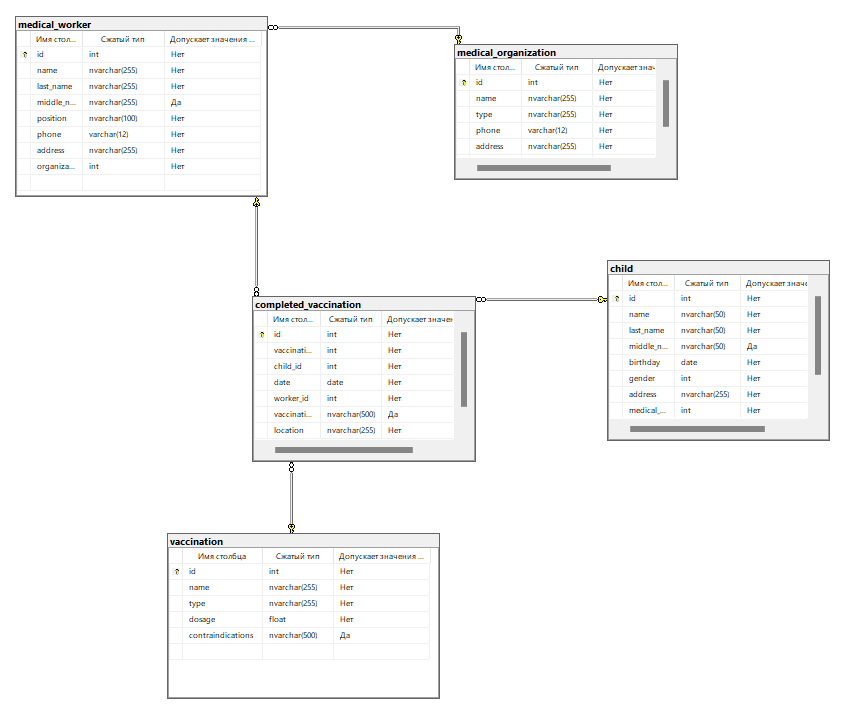 medical_worker
Имя стол... Сжатый тип Допускает значения ...
id int Нет
name nvarchar(255) Нет
last_name nvarchar(255) Нет
middle_n... nvarchar(255) Да
position nvarchar(100) Нет
phone varchar(12) Нет
address nvarchar(255) Нет
organiza... int Нет
medical_organization
Имя стол... Сжатый тип Допускает знач
id int Нет
name nvarchar(255) Нет
type nvarchar(255) Нет
phone varchar(12) Нет
address nvarchar(255) Нет
completed_vaccination
Имя стол... Сжатый тип Допускает значен
id int Нет
vaccinati... int Нет
child_id int Нет
date date Нет
worker_id int Нет
vaccinati... nvarchar(500) Да
location nvarchar(255) Нет
child
Имя стол... Сжатый тип Допускает значе
id int Нет
name nvarchar(50) Нет
last_name nvarchar(50) Нет
middle_n... nvarchar(50) Да
birthday date Нет
gender int Нет
address nvarchar(255) Нет
medical_... int Нет
vaccination
Имя столбца Сжатый тип Допускает значения ...
id int Нет
name nvarchar(255) Нет
type nvarchar(255) Нет
dosage float Нет
contraindications nvarchar(500) Да